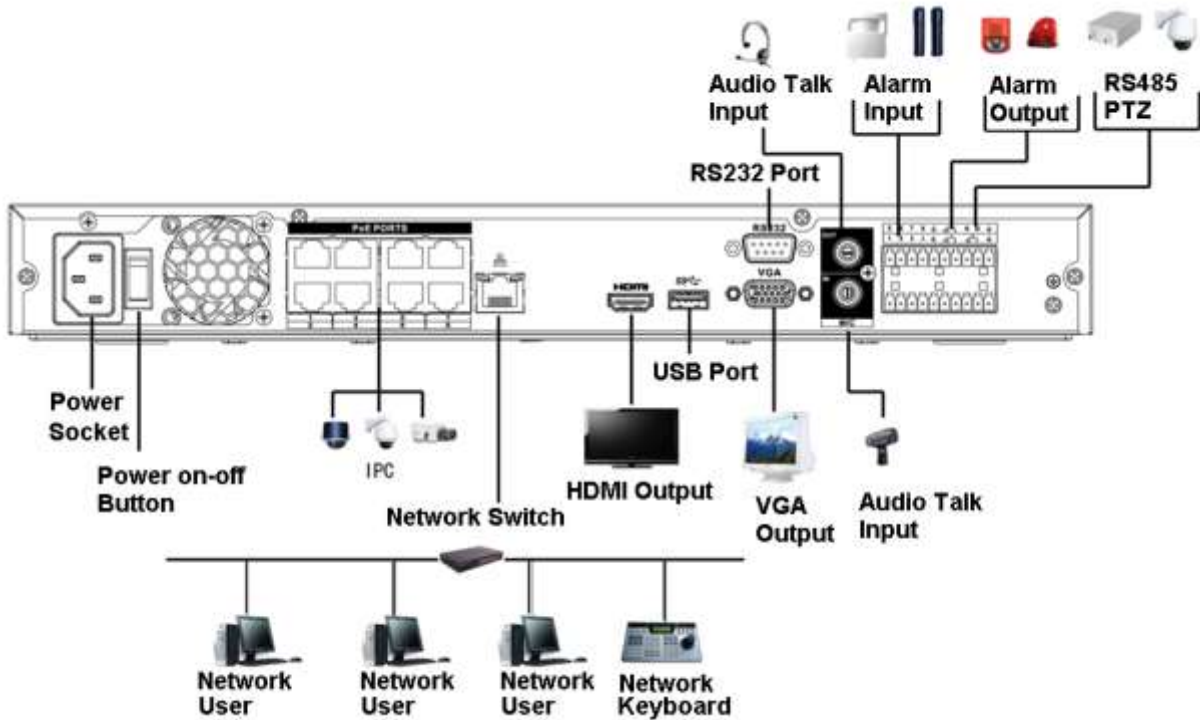 Audio Talk
Input
Alarm
Input
Alarm
Output
RS485
PTZ
RS232 Port
PoE PORTS
RS232
VGA
HDMI
MIC
USB Port
Power
Socket
Power on-off
Button
IPC
HDMI Output
VGA
Output
Audio Talk
Input
Network Switch
Network
User
Network
User
Network
User
Network
Keyboard